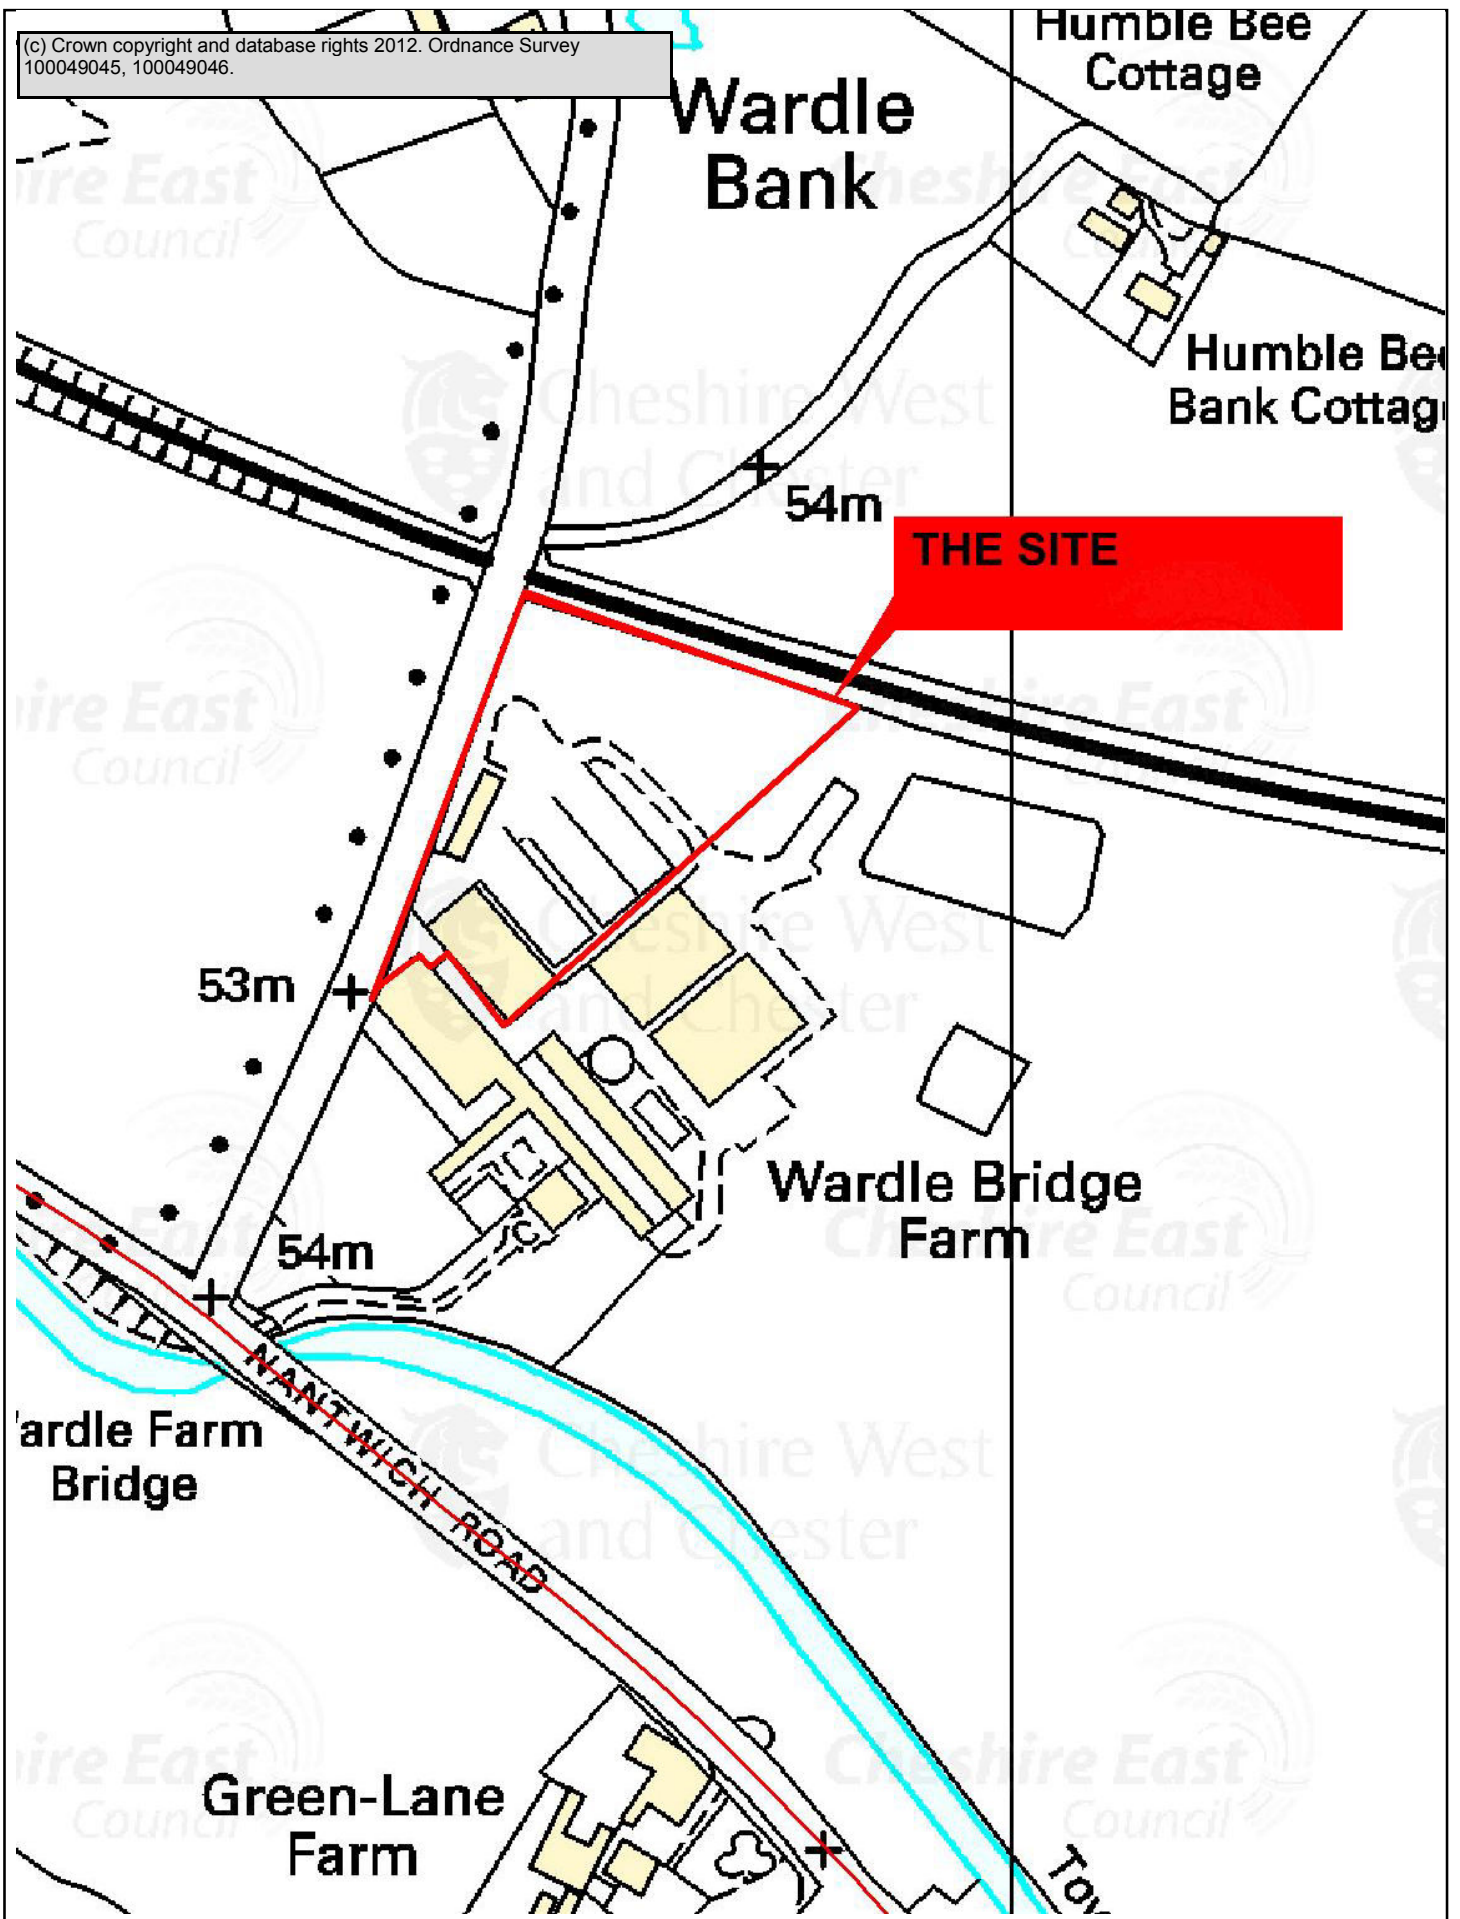 (c) Crown copyright and database rights 2012. Ordnance Survey
100049045, 100049046.
Humble Bee
Cottage
Wardle
Bank
Humble Bee
Bank Cottag
54m
THE SITE
53m
Wardle Bridge
Farm
54m
NANTWICH ROAD
ardle Farm
Bridge
Green-Lane
Farm
Tow
Cheshire East
Council
Cheshire West
and Chester